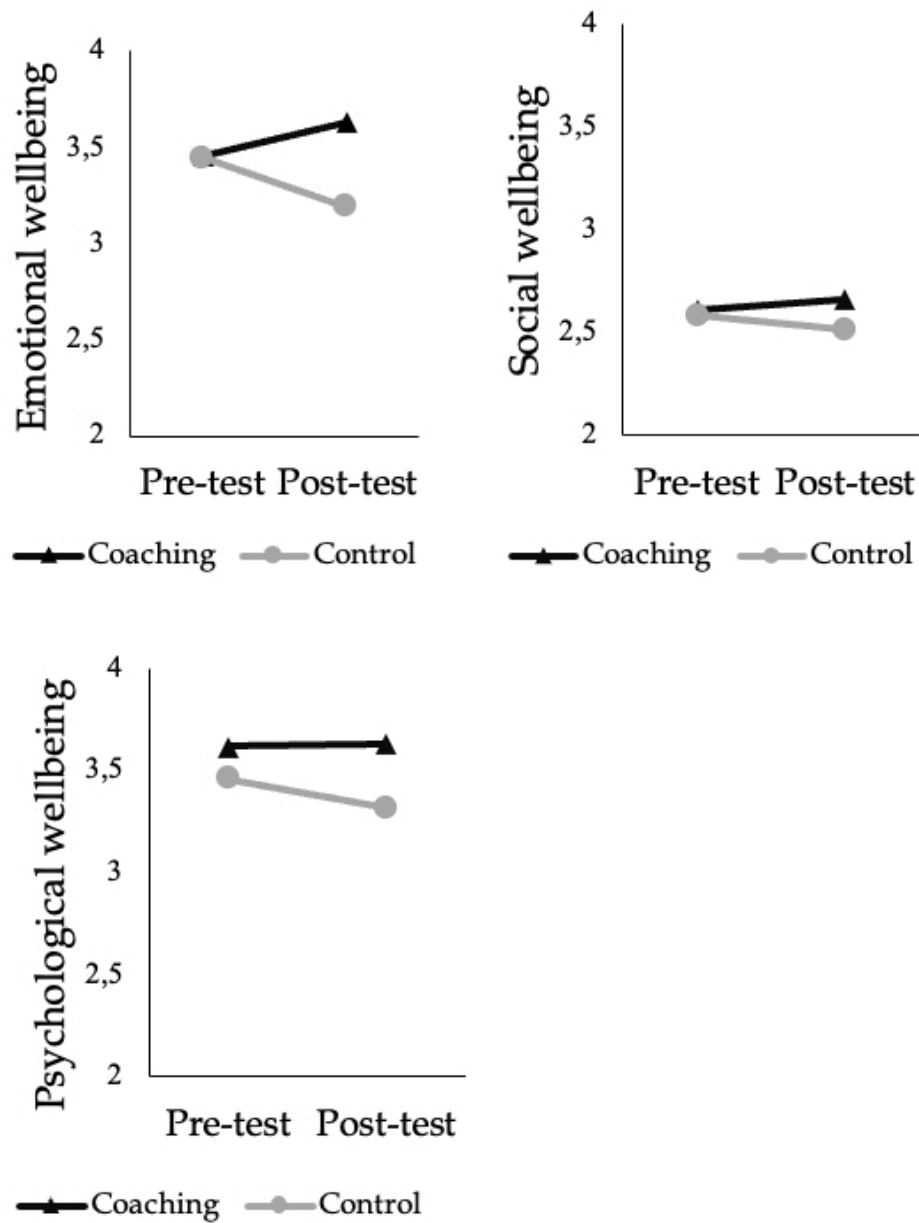 Emotional wellbeing
4
3,5
3
2,5
2
Pre-test Post-test
Coaching Control
Social wellbeing
4
3,5
3
2,5
2
Pre-test Post-test
Coaching Control
Psychological wellbeing
4
3,5
3
2,5
2
Pre-test Post-test
Coaching Control